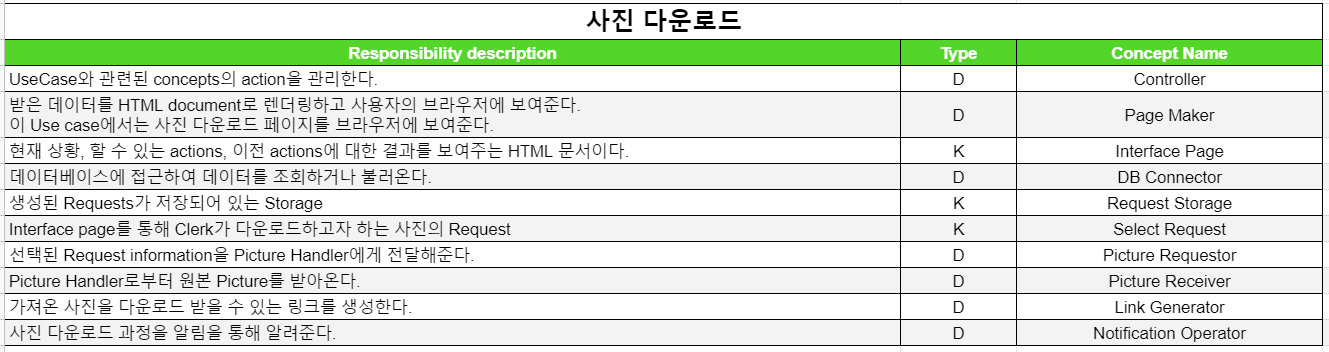 사진 다운로드
Responsibility description Type Concept Name
UseCase와 관련된 concepts의 action을 관리한다. D Controller
받은 데이터를 HTML document로 렌더링하고 사용자의 브라우저에 보여준다.
이 Use case에서는 사진 다운로드 페이지를 브라우저에 보여준다. D Page Maker
현재 상황, 할 수 있는 actions, 이전 actions에 대한 결과를 보여주는 HTML 문서이다. K Interface Page
데이터베이스에 접근하여 데이터를 조회하거나 불러온다. D DB Connector
생성된 Requests가 저장되어 있는 Storage K Request Storage
Interface page를 통해 Clerk가 다운로드하고자 하는 사진의 Request K Select Request
선택된 Request information을 Picture Handler에게 전달해준다. D Picture Requestor
Picture Handler로부터 원본 Picture를 받아온다. D Picture Receiver
가져온 사진을 다운로드 받을 수 있는 링크를 생성한다. D Link Generator
사진 다운로드 과정을 알림을 통해 알려준다. D Notification Operator